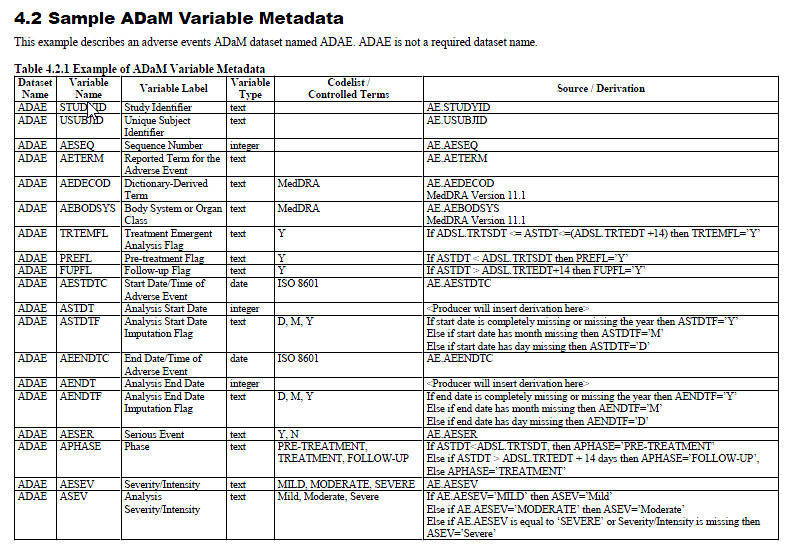 4.2 Sample ADaM Variable Metadata
This example describes an adverse events ADaM dataset named ADAE. ADAE is not a required dataset name.
Table 4.2.1 Example of ADaM Variable Metadata
Dataset Name | Variable Name | Variable Label | Variable Type | Codelist / Controlled Terms | Source / Derivation
ADAE | STUDYID | Study Identifier | text | | AE.STUDYID
ADAE | USUBJID | Unique Subject Identifier | text | | AE.USUBJID
ADAE | AESEQ | Sequence Number | integer | | AE.AESEQ
ADAE | AETERM | Reported Term for the Adverse Event | text | | AE.AETERM
ADAE | AEDECOD | Dictionary-Derived Term | text | MedDRA | AE.AEDECOD MedDRA Version 11.1
ADAE | AEBODSYS | Body System or Organ Class | text | MedDRA | AE.AEBODSYS MedDRA Version 11.1
ADAE | TRTEMFL | Treatment Emergent Analysis Flag | text | Y | If ADSL.TRTSDT <= ASTDT<=(ADSL.TRTEDT +14) then TRTEMFL='Y'
ADAE | PREFL | Pre-treatment Flag | text | Y | If ASTDT < ADSL.TRTSDT then PREFL='Y'
ADAE | FUPFL | Follow-up Flag | text | Y | If ASTDT > ADSL.TRTEDT+14 then FUPFL='Y'
ADAE | AESTDTC | Start Date/Time of Adverse Event | date | ISO 8601 | AE.AESTDTC
ADAE | ASTDT | Analysis Start Date | integer | | <Producer will insert derivation here>
ADAE | ASTDTF | Analysis Start Date Imputation Flag | text | D, M, Y | If start date is completely missing or missing the year then ASTDTF='Y'
Else if start date has month missing then ASTDTF='M'
Else if start date has day missing then ASTDTF='D'
ADAE | AEENDTC | End Date/Time of Adverse Event | date | ISO 8601 | AE.AEENDTC
ADAE | AENDT | Analysis End Date | integer | | <Producer will insert derivation here>
ADAE | AENDTF | Analysis End Date Imputation Flag | text | D, M, Y | If end date is completely missing or missing the year then AENDTF='Y'
Else if end date has month missing then AENDTF='M'
Else if end date has day missing then AENDTF='D'
ADAE | AESER | Serious Event | text | Y, N | AE.AESER
ADAE | APHASE | Phase | text | PRE-TREATMENT, TREATMENT, FOLLOW-UP | If ASTDT<ADSL.TRTSDT, then APHASE='PRE-TREATMENT'
Else if ASTDT > ADSL.TRTEDT + 14 days then APHASE='FOLLOW-UP',
Else APHASE='TREATMENT'
ADAE | AESEV | Severity/Intensity | text | MILD, MODERATE, SEVERE | AE.AESEV
ADAE | ASEV | Analysis Severity/Intensity | text | Mild, Moderate, Severe | If AE.AESEV='MILD' then ASEV='Mild'
Else if AE.AESEV='MODERATE' then ASEV='Moderate'
Else if AE.AESEV is equal to 'SEVERE' or Severity/Intensity is missing then
ASEV='Severe'